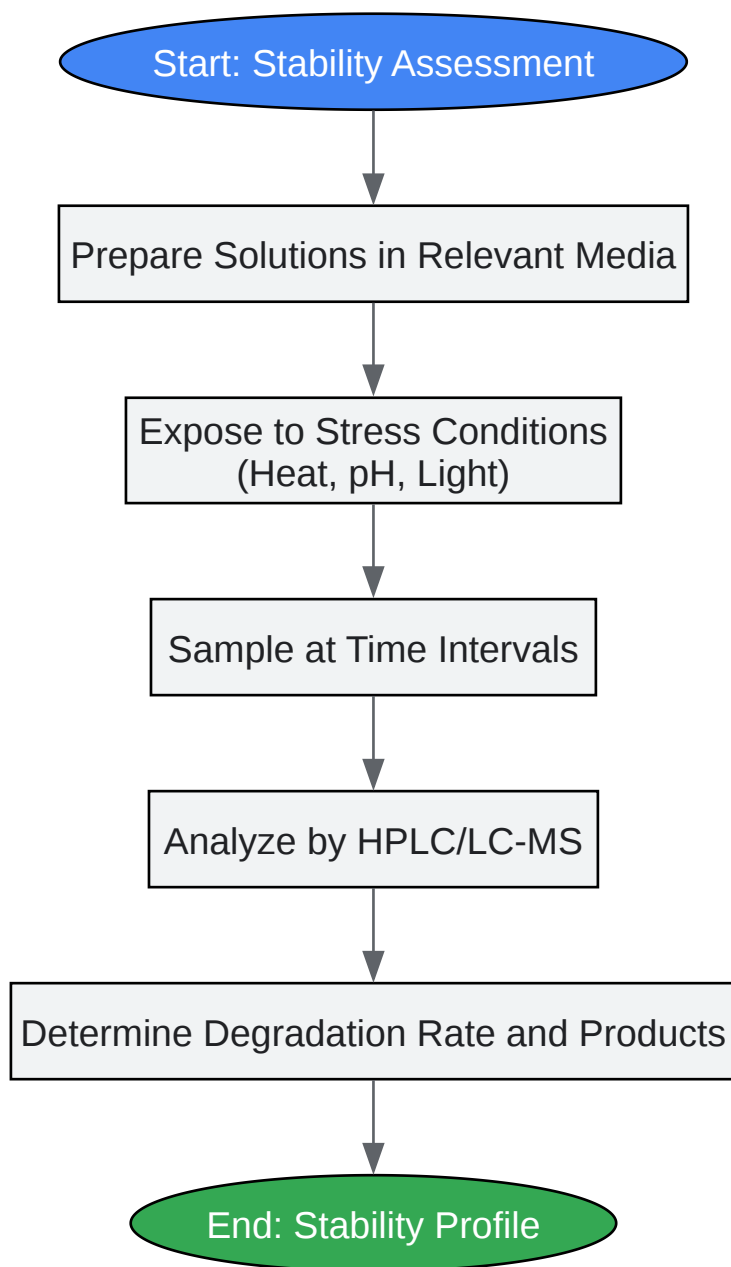 Start: Stability Assessment
Prepare Solutions in Relevant Media
Expose to Stress Conditions
(Heat, pH, Light)
Sample at Time Intervals
Analyze by HPLC/LC-MS
Determine Degradation Rate and Products
End: Stability Profile